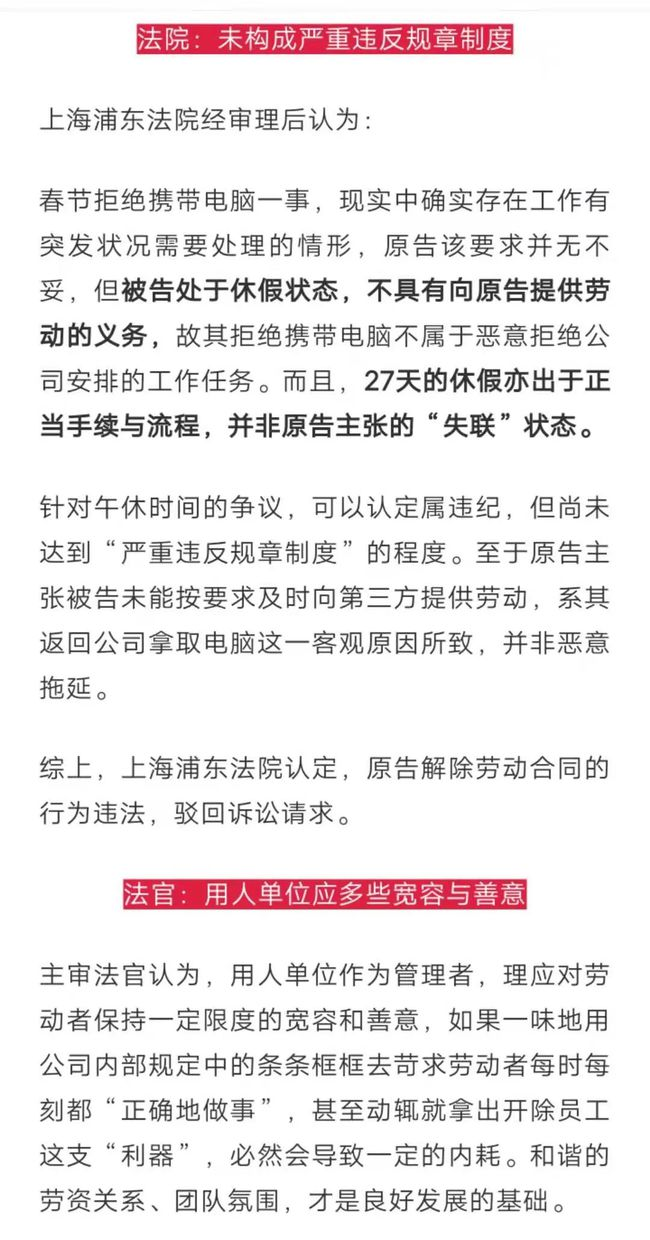 法院：未构成严重违反规章制度
上海浦东法院经审理后认为：
春节拒绝携带电脑一事，现实中确实存在工作有
突发状况需要处理的情形，原告该要求并无不
妥，但被告处于休假状态，不具有向原告提供劳
动的义务，故其拒绝携带电脑不属于恶意拒绝公
司安排的工作任务。而且，27天的休假亦出于正
当手续与流程，并非原告主张的“失联”状态。
针对午休时间的争议，可以认定属违纪，但尚未
达到“严重违反规章制度”的程度。至于原告主
张被告未能按要求及时向第三方提供劳动，系其
返回公司拿取电脑这一客观原因所致，并非恶意
拖延。
综上，上海浦东法院认定，原告解除劳动合同的
行为违法，驳回诉讼请求。
法官：用人单位应多些宽容与善意
主审法官认为，用人单位作为管理者，理应对劳
动者保持一定限度的宽容和善意，如果一味地用
公司内部规定中的条条框框去苛求劳动者每时每
刻都“正确地做事”，甚至动辄就拿出开除员工
这支“利器”，必然会导致一定的内耗。和谐的
劳资关系、团队氛围，才是良好发展的基础。